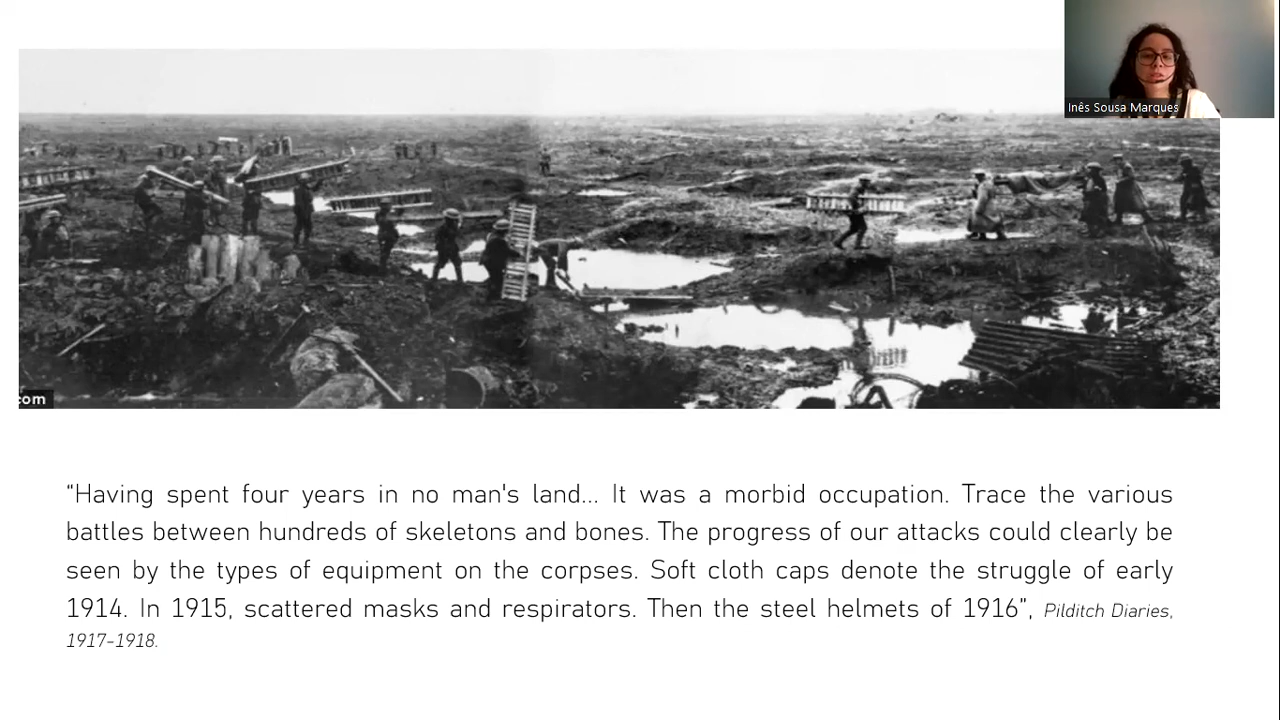 Inês Sousa Marques
com
“Having spent four years in no man's land... It was a morbid occupation. Trace the various
battles between hundreds of skeletons and bones. The progress of our attacks could clearly be
seen by the types of equipment on the corpses. Soft cloth caps denote the struggle of early
1914. In 1915, scattered masks and respirators. Then the steel helmets of 1916”, Pilditch Diaries,
1917-1918.